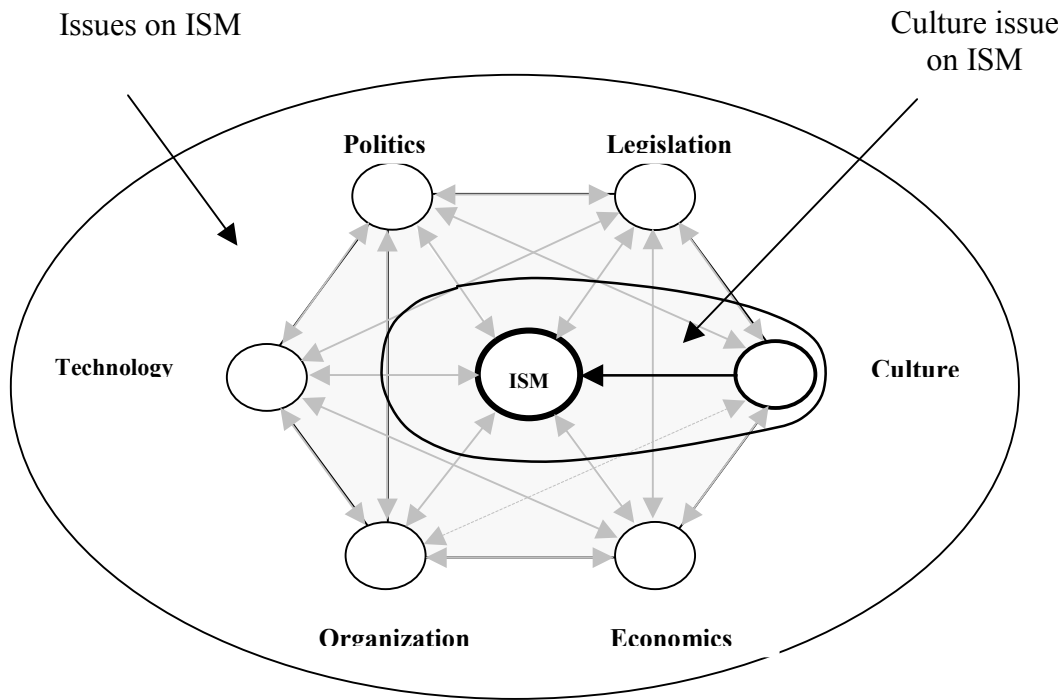 Issues on ISM
Culture issue
on ISM
Politics
Legislation
Technology
ISM
Culture
Organization
Economics